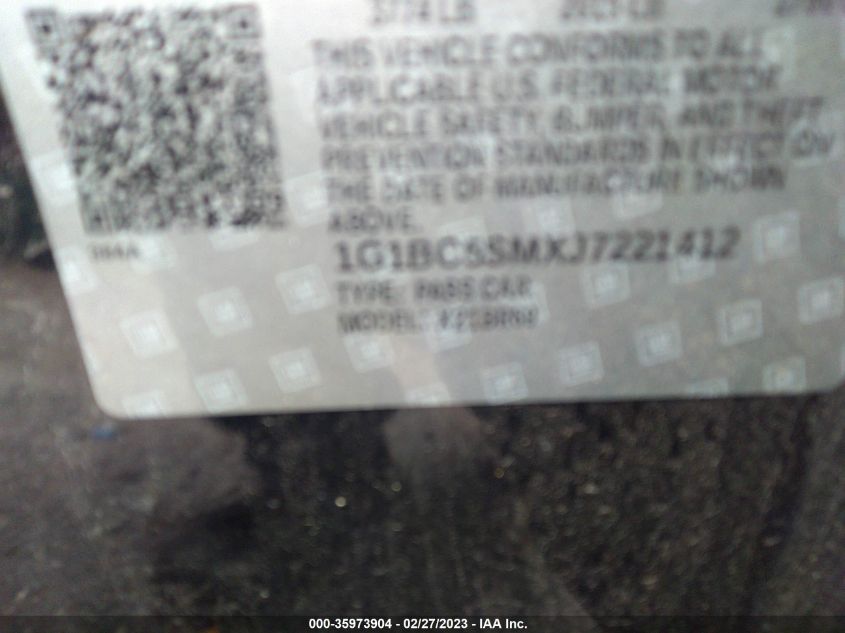 THIS VEHICLE CONFORMS TO ALL
APPLICABLE U.S. FEDERAL MOTOR
VEHICLE SAFETY, BUMPER, AND THEFT
PREVENTION STANDARDS IN EFFECT ON
THE DATE OF MANUFACTURE SHOWN
ABOVE.
1G1BC5SMXJ7221412
TYPE: PASS CAR
MODEL:
000-35973904 - 02/27/2023 - IAA Inc.